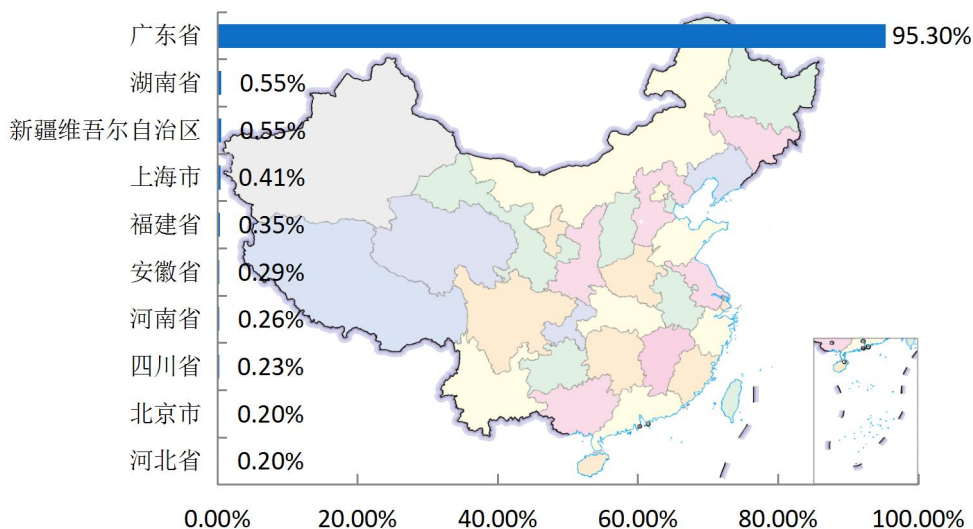 广东省 95.30%
湖南省 0.55%
新疆维吾尔自治区 0.55%
上海市 0.41%
福建省 0.35%
安徽省 0.29%
河南省 0.26%
四川省 0.23%
北京市 0.20%
河北省 0.20%
0.00% 20.00% 40.00% 60.00% 80.00% 100.00%